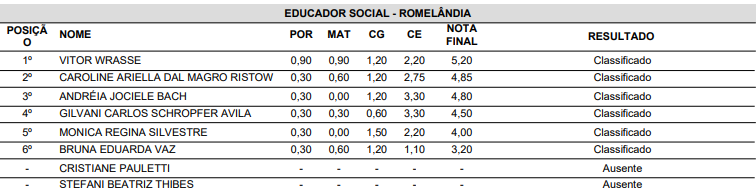 EDUCADOR SOCIAL - ROMELÂNDIA
POSIÇÃO NOME POR MAT CG CE NOTA FINAL RESULTADO
1º VITOR WRASSE 0,90 0,90 1,20 2,20 5,20 Classificado
2º CAROLINE ARIELLA DAL MAGRO RISTOW 0,30 0,60 1,20 2,75 4,85 Classificado
3º ANDRÉIA JOCIELE BACH 0,30 0,00 1,20 3,30 4,80 Classificado
4º GILVANI CARLOS SCHROPFER AVILA 0,30 0,30 0,60 3,30 4,50 Classificado
5º MONICA REGINA SILVESTRE 0,30 0,00 1,50 2,20 4,00 Classificado
6º BRUNA EDUARDA VAZ 0,30 0,60 1,20 1,10 3,20 Classificado
- CRISTIANE PAULETTI - - - - - Ausente
- STEFANI BEATRIZ THIBES - - - - - Ausente